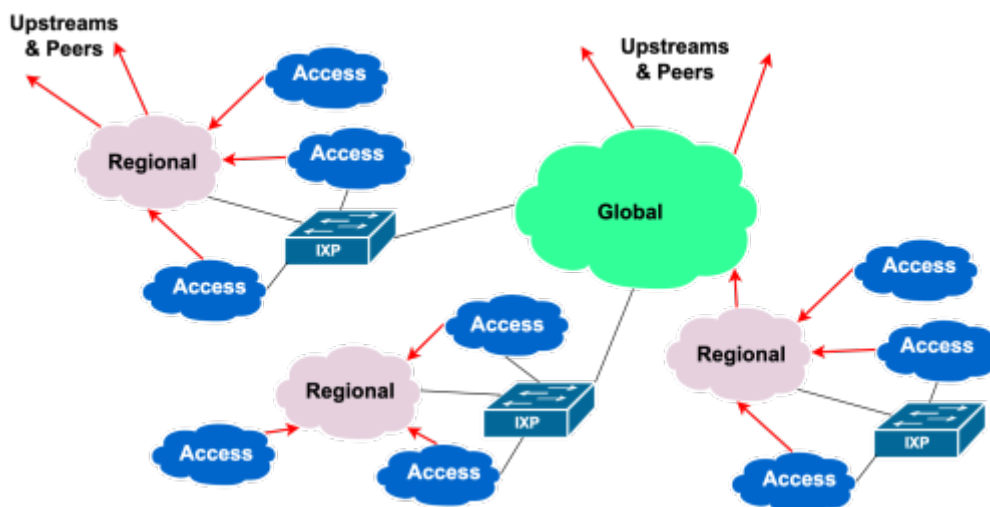 Upstreams
& Peers
Access
Access
Regional
IXP
Access
Upstreams
& Peers
Global
Access
Regional
Access
IXP
Access
Access
Access
Regional
Access
IXP
Access